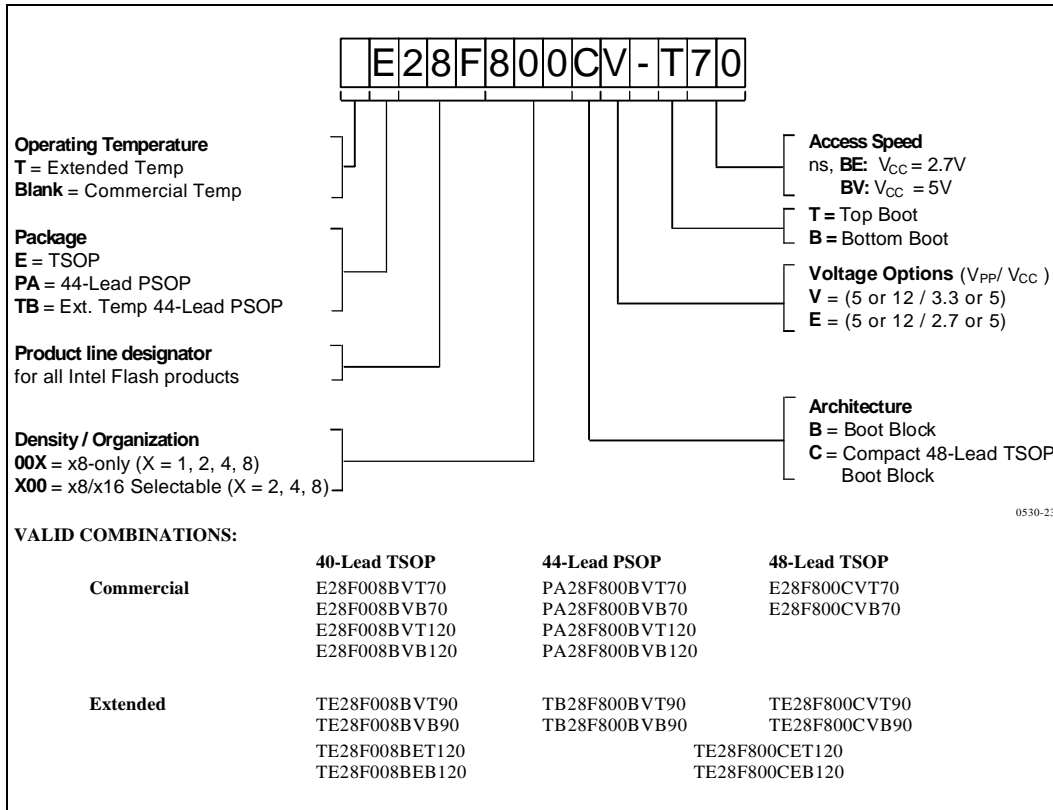 E28F800CV-T70
Operating Temperature
T = Extended Temp
Blank = Commercial Temp
Package
E = TSOP
PA = 44-Lead PSOP
TB = Ext. Temp 44-Lead PSOP
Product line designator
for all Intel Flash products
Density / Organization
00X = x8-only (X = 1, 2, 4, 8)
X00 = x8/x16 Selectable (X = 2, 4, 8)
Access Speed
ns, BE: VCC = 2.7V
BV: VCC = 5V
T = Top Boot
B = Bottom Boot
Voltage Options (VPP/ VCC )
V = (5 or 12 / 3.3 or 5)
E = (5 or 12 / 2.7 or 5)
Architecture
B = Boot Block
C = Compact 48-Lead TSOP
Boot Block
0530-23
VALID COMBINATIONS:
40-Lead TSOP 44-Lead PSOP 48-Lead TSOP
Commercial E28F008BVT70 PA28F800BVT70 E28F800CVT70
E28F008BVB70 PA28F800BVB70 E28F800CVB70
E28F008BVT120 PA28F800BVT120
E28F008BVB120 PA28F800BVB120
Extended TE28F008BVT90 TB28F800BVT90 TE28F800CVT90
TE28F008BVB90 TB28F800BVB90 TE28F800CVB90
TE28F008BET120 TE28F800CET120
TE28F008BEB120 TE28F800CEB120